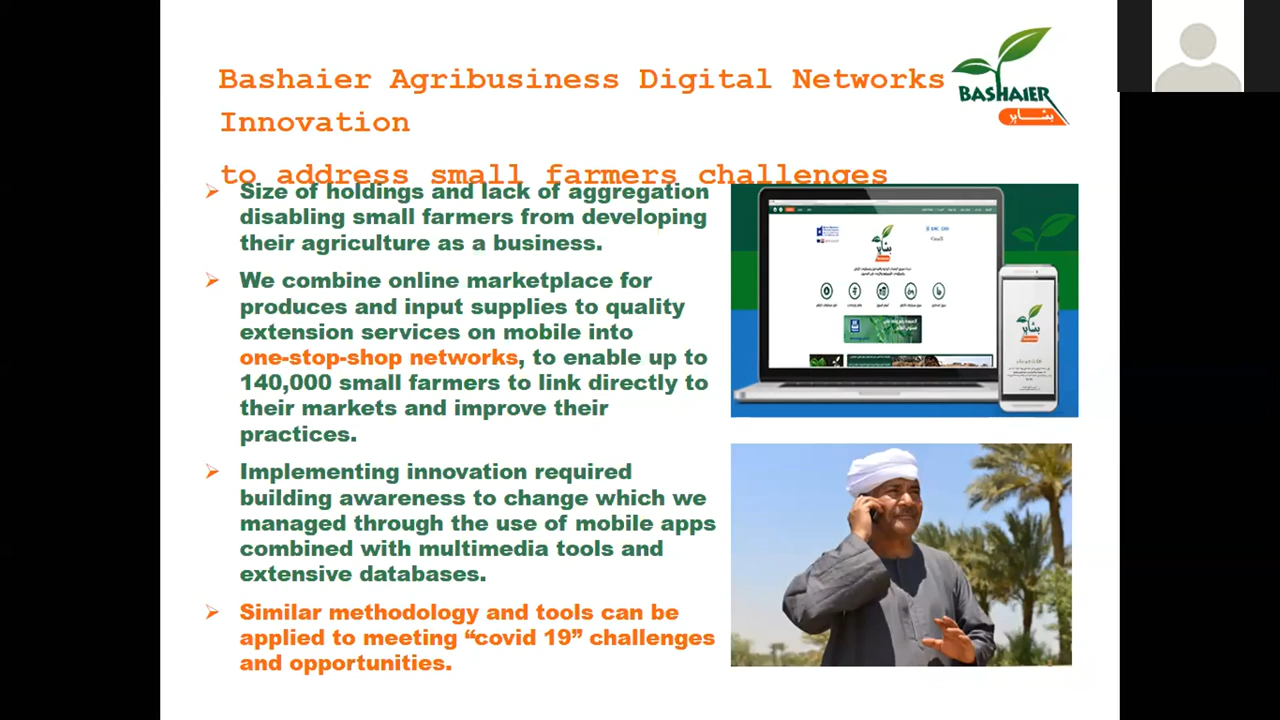 Bashaier Agribusiness Digital Networks
Innovation
to address small farmers challenges
BASHAIER
بشاير
Size of holdings and lack of aggregation
disabling small farmers from developing
their agriculture as a business.
We combine online marketplace for
produces and input supplies to quality
extension services on mobile into
one-stop-shop networks, to enable up to
140,000 small farmers to link directly to
their markets and improve their
practices.
Implementing innovation required
building awareness to change which we
managed through the use of mobile apps
combined with multimedia tools and
extensive databases.
Similar methodology and tools can be
applied to meeting “covid 19” challenges
and opportunities.
بشاير
بشاير